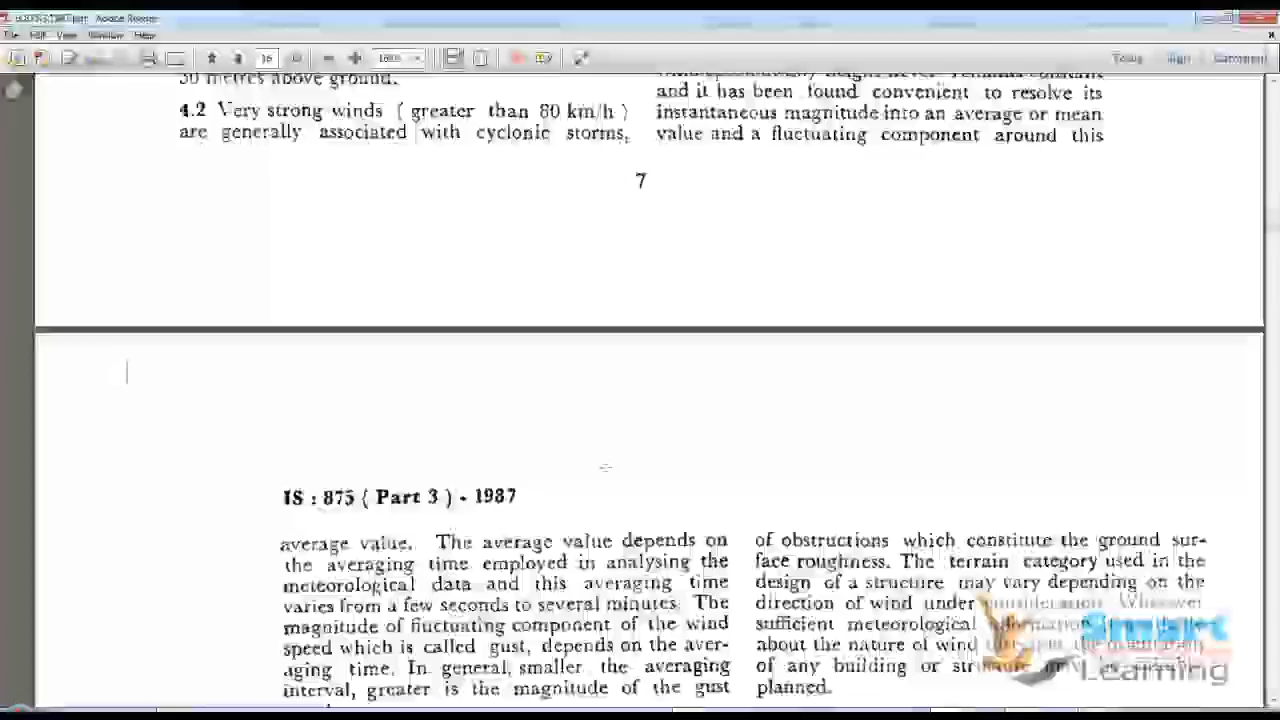 Window Help
16
30 metres above ground.
4.2 Very strong winds ( greater than 80 km/h )
are generally associated with cyclonic storms,
and it has been found convenient to resolve its
instantaneous magnitude into an average or mean
value and a fluctuating component around this
7
IS : 875 ( Part 3 ) - 1987
average value. The average value depends on
the averaging time employed in analysing the
meteorological data and this averaging time
varies from a few seconds to several minutes. The
magnitude of fluctuating component of the wind
speed which is called gust, depends on the aver-
aging time. In general, smaller the averaging
interval, greater is the magnitude of the gust
of obstructions which constitute the ground sur-
face roughness. The terrain category used in the
design of a structure may vary depending on the
direction of wind under consideration. Wherever
sufficient meteorological information
about the nature of wind
of any building or
planned.
Smart
Learning